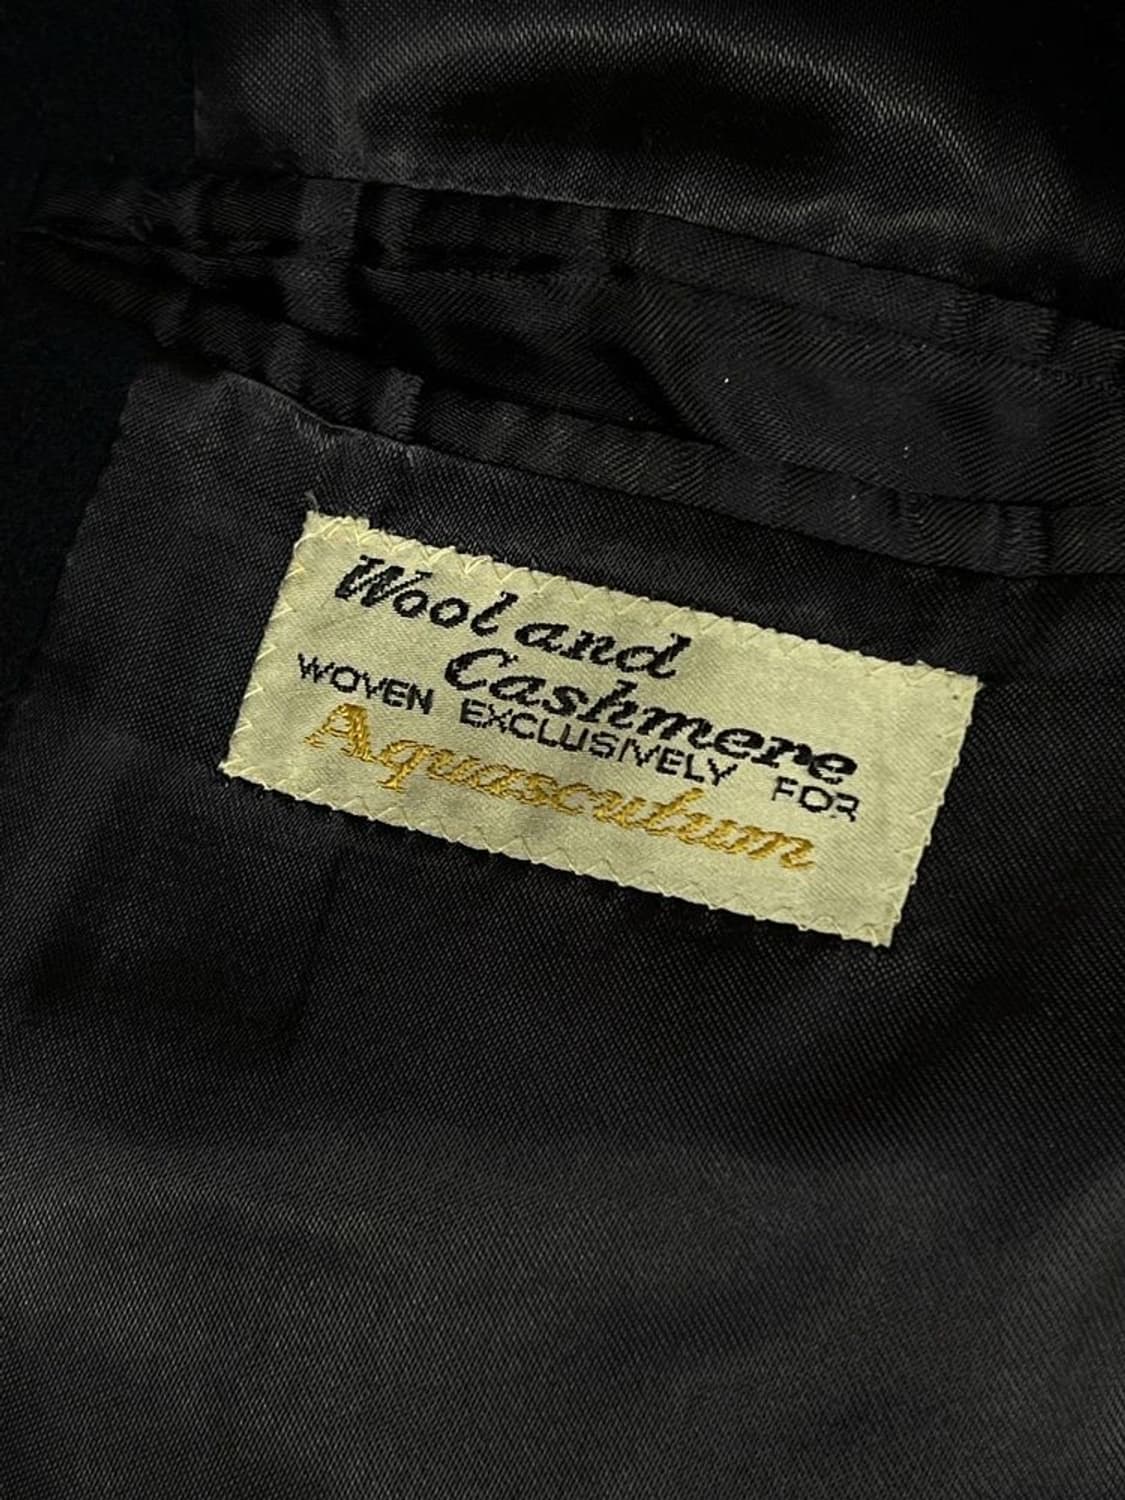 Wool and
Cashmere
WOVEN EXCLUSIVELY FOR
Aquascutum